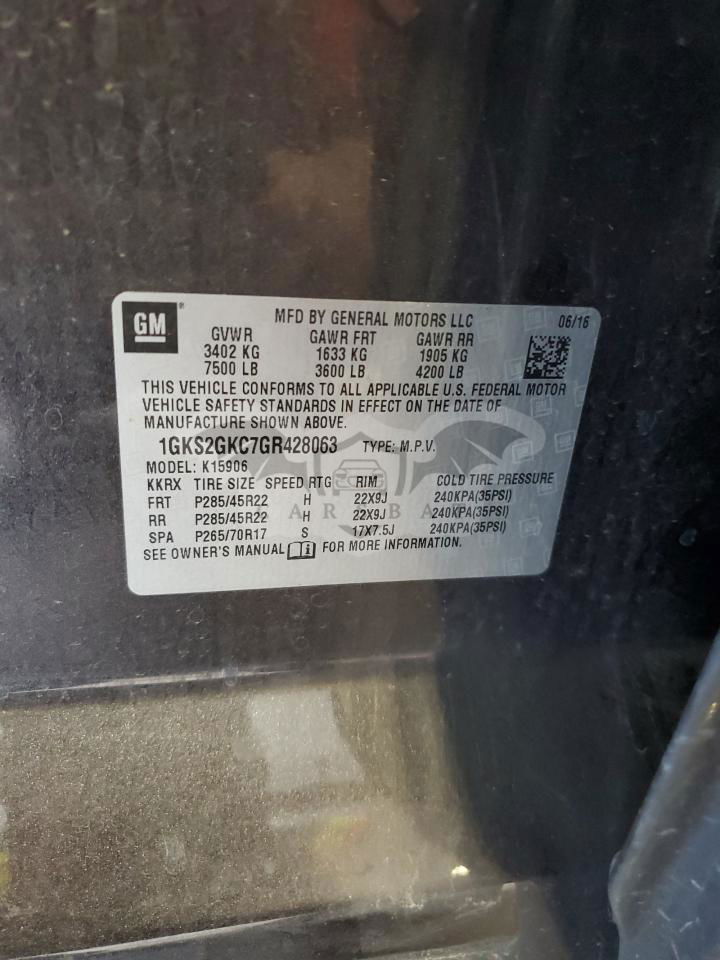 GM ®
MFD BY GENERAL MOTORS LLC 06/16
GVWR GAWR FRT GAWR RR
3402 KG 1633 KG 1905 KG
7500 LB 3600 LB 4200 LB
THIS VEHICLE CONFORMS TO ALL APPLICABLE U.S. FEDERAL MOTOR
VEHICLE SAFETY STANDARDS IN EFFECT ON THE DATE OF
MANUFACTURE SHOWN ABOVE.
1GKS2GKC7GR428063 TYPE: M.P.V.
MODEL: K15906
KKRX TIRE SIZE SPEED RTG RIM COLD TIRE PRESSURE
FRT P285/45R22 H 22X9J 240KPA(35PSI)
RR P285/45R22 H 22X9J 240KPA(35PSI)
SPA P265/70R17 S 17X7.5J 240KPA(35PSI)
SEE OWNER'S MANUAL FOR MORE INFORMATION.